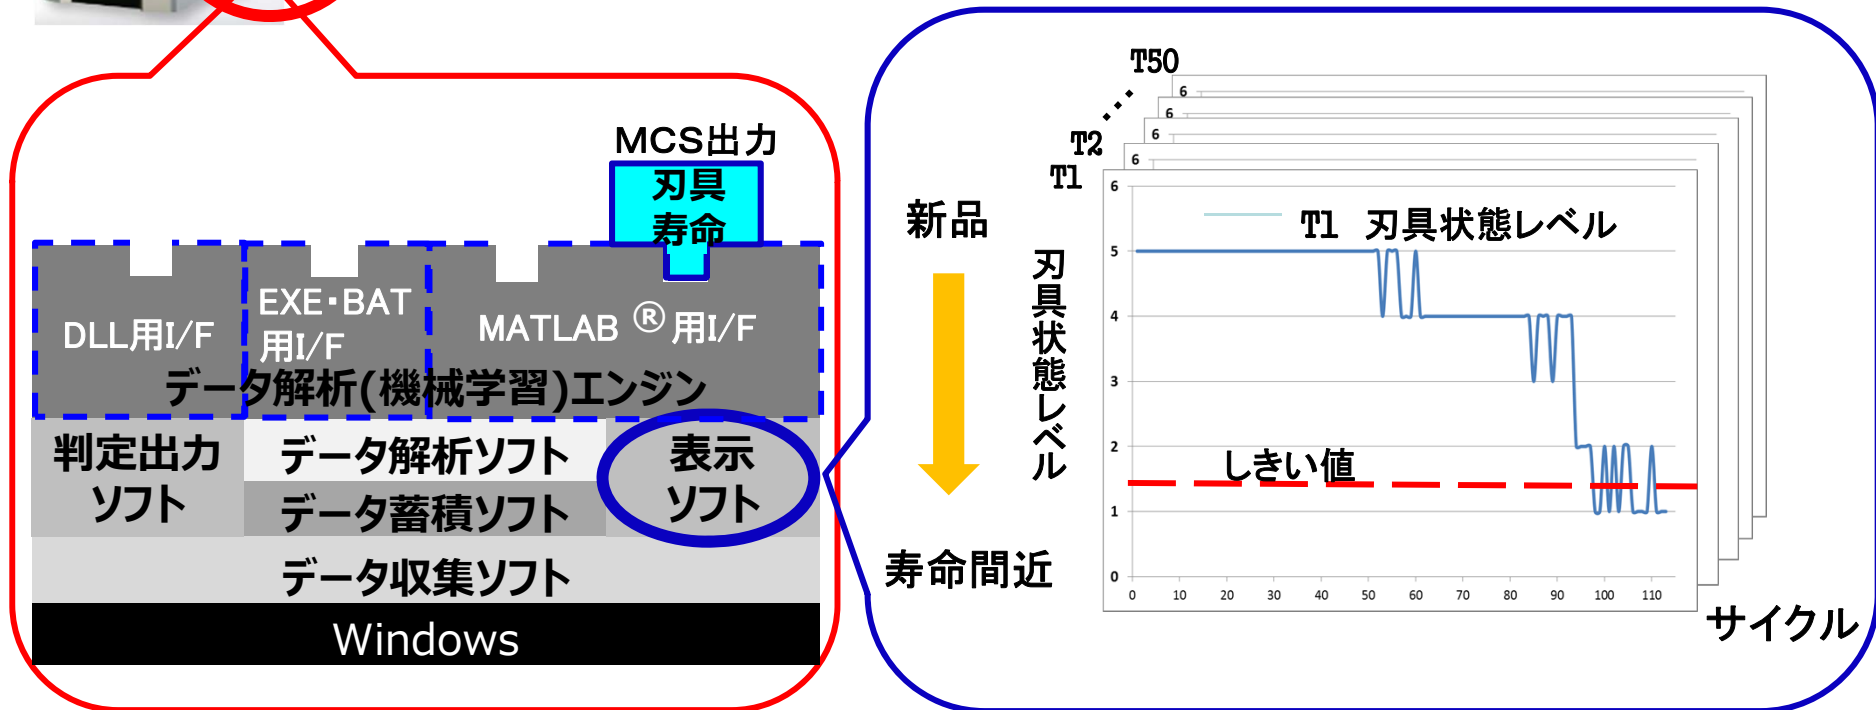 MCS出力
刃具
寿命
DLL用I/F
EXE・BAT
用I/F
MATLAB ® 用I/F
データ解析(機械学習)エンジン
判定出力
ソフト
データ解析ソフト
データ蓄積ソフト
表示
ソフト
データ収集ソフト
Windows
新品
寿命間近
T50
T2
T1
6
6
6
6
T1 刃具状態レベル
刃具状態レベル
しきい値
6
5
4
3
2
1
0
0 10 20 30 40 50 60 70 80 90 100 110
サイクル